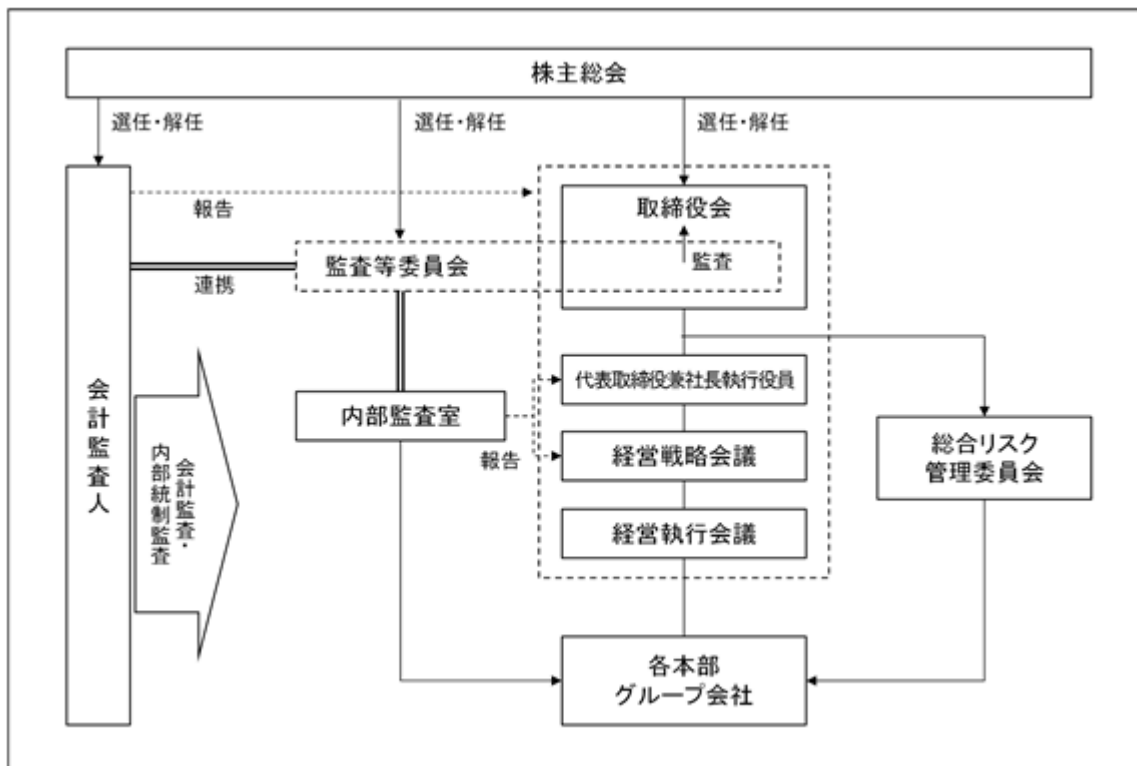 株主総会
選任・解任
選任・解任
選任・解任
報告
取締役会
監査等委員会
監査
連携
会計監査人
代表取締役兼社長執行役員
内部監査室
報告
経営戦略会議
総合リスク
管理委員会
会計監査・
内部統制監査
経営執行会議
各本部
グループ会社